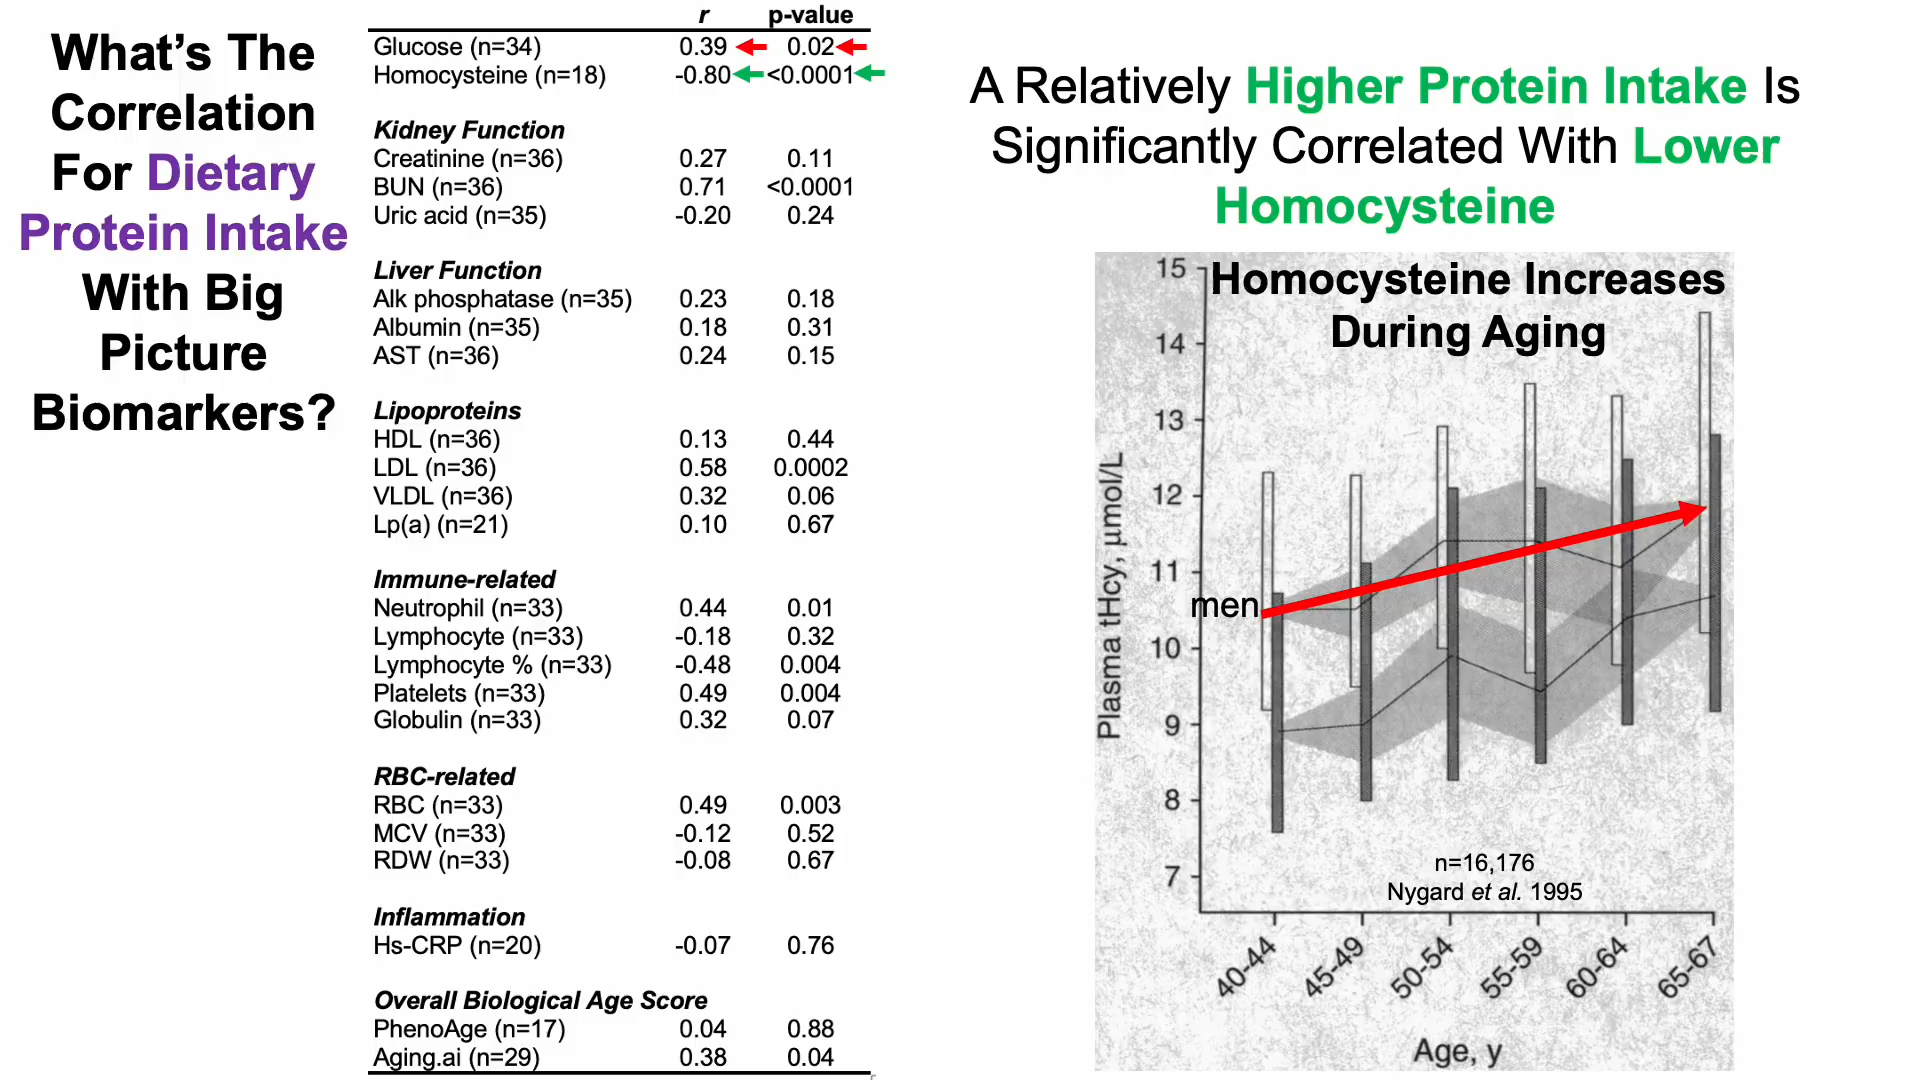 What's The
Correlation
For Dietary
Protein Intake
With Big
Picture
Biomarkers?
r p-value
Glucose (n=34) 0.39 0.02
Homocysteine (n=18) -0.80 <0.0001
Kidney Function
Creatinine (n=36) 0.27 0.11
BUN (n=36) 0.71 <0.0001
Uric acid (n=35) -0.20 0.24
Liver Function
Alk phosphatase (n=35) 0.23 0.18
Albumin (n=35) 0.18 0.31
AST (n=36) 0.24 0.15
Lipoproteins
HDL (n=36) 0.13 0.44
LDL (n=36) 0.58 0.0002
VLDL (n=36) 0.32 0.06
Lp(a) (n=21) 0.10 0.67
Immune-related
Neutrophil (n=33) 0.44 0.01
Lymphocyte (n=33) -0.18 0.32
Lymphocyte % (n=33) -0.48 0.004
Platelets (n=33) 0.49 0.004
Globulin (n=33) 0.32 0.07
RBC-related
RBC (n=33) 0.49 0.003
MCV (n=33) -0.12 0.52
RDW (n=33) -0.08 0.67
Inflammation
Hs-CRP (n=20) -0.07 0.76
Overall Biological Age Score
PhenoAge (n=17) 0.04 0.88
Aging.ai (n=29) 0.38 0.04
A Relatively Higher Protein Intake Is
Significantly Correlated With Lower
Homocysteine
Homocysteine Increases
During Aging
Plasma tHcy, µmol/L
15
14
13
12
11
10
9
8
7
men
n=16,176
Nygard et al. 1995
40-44
45-49
50-54
55-59
60-64
65-67
Age, y